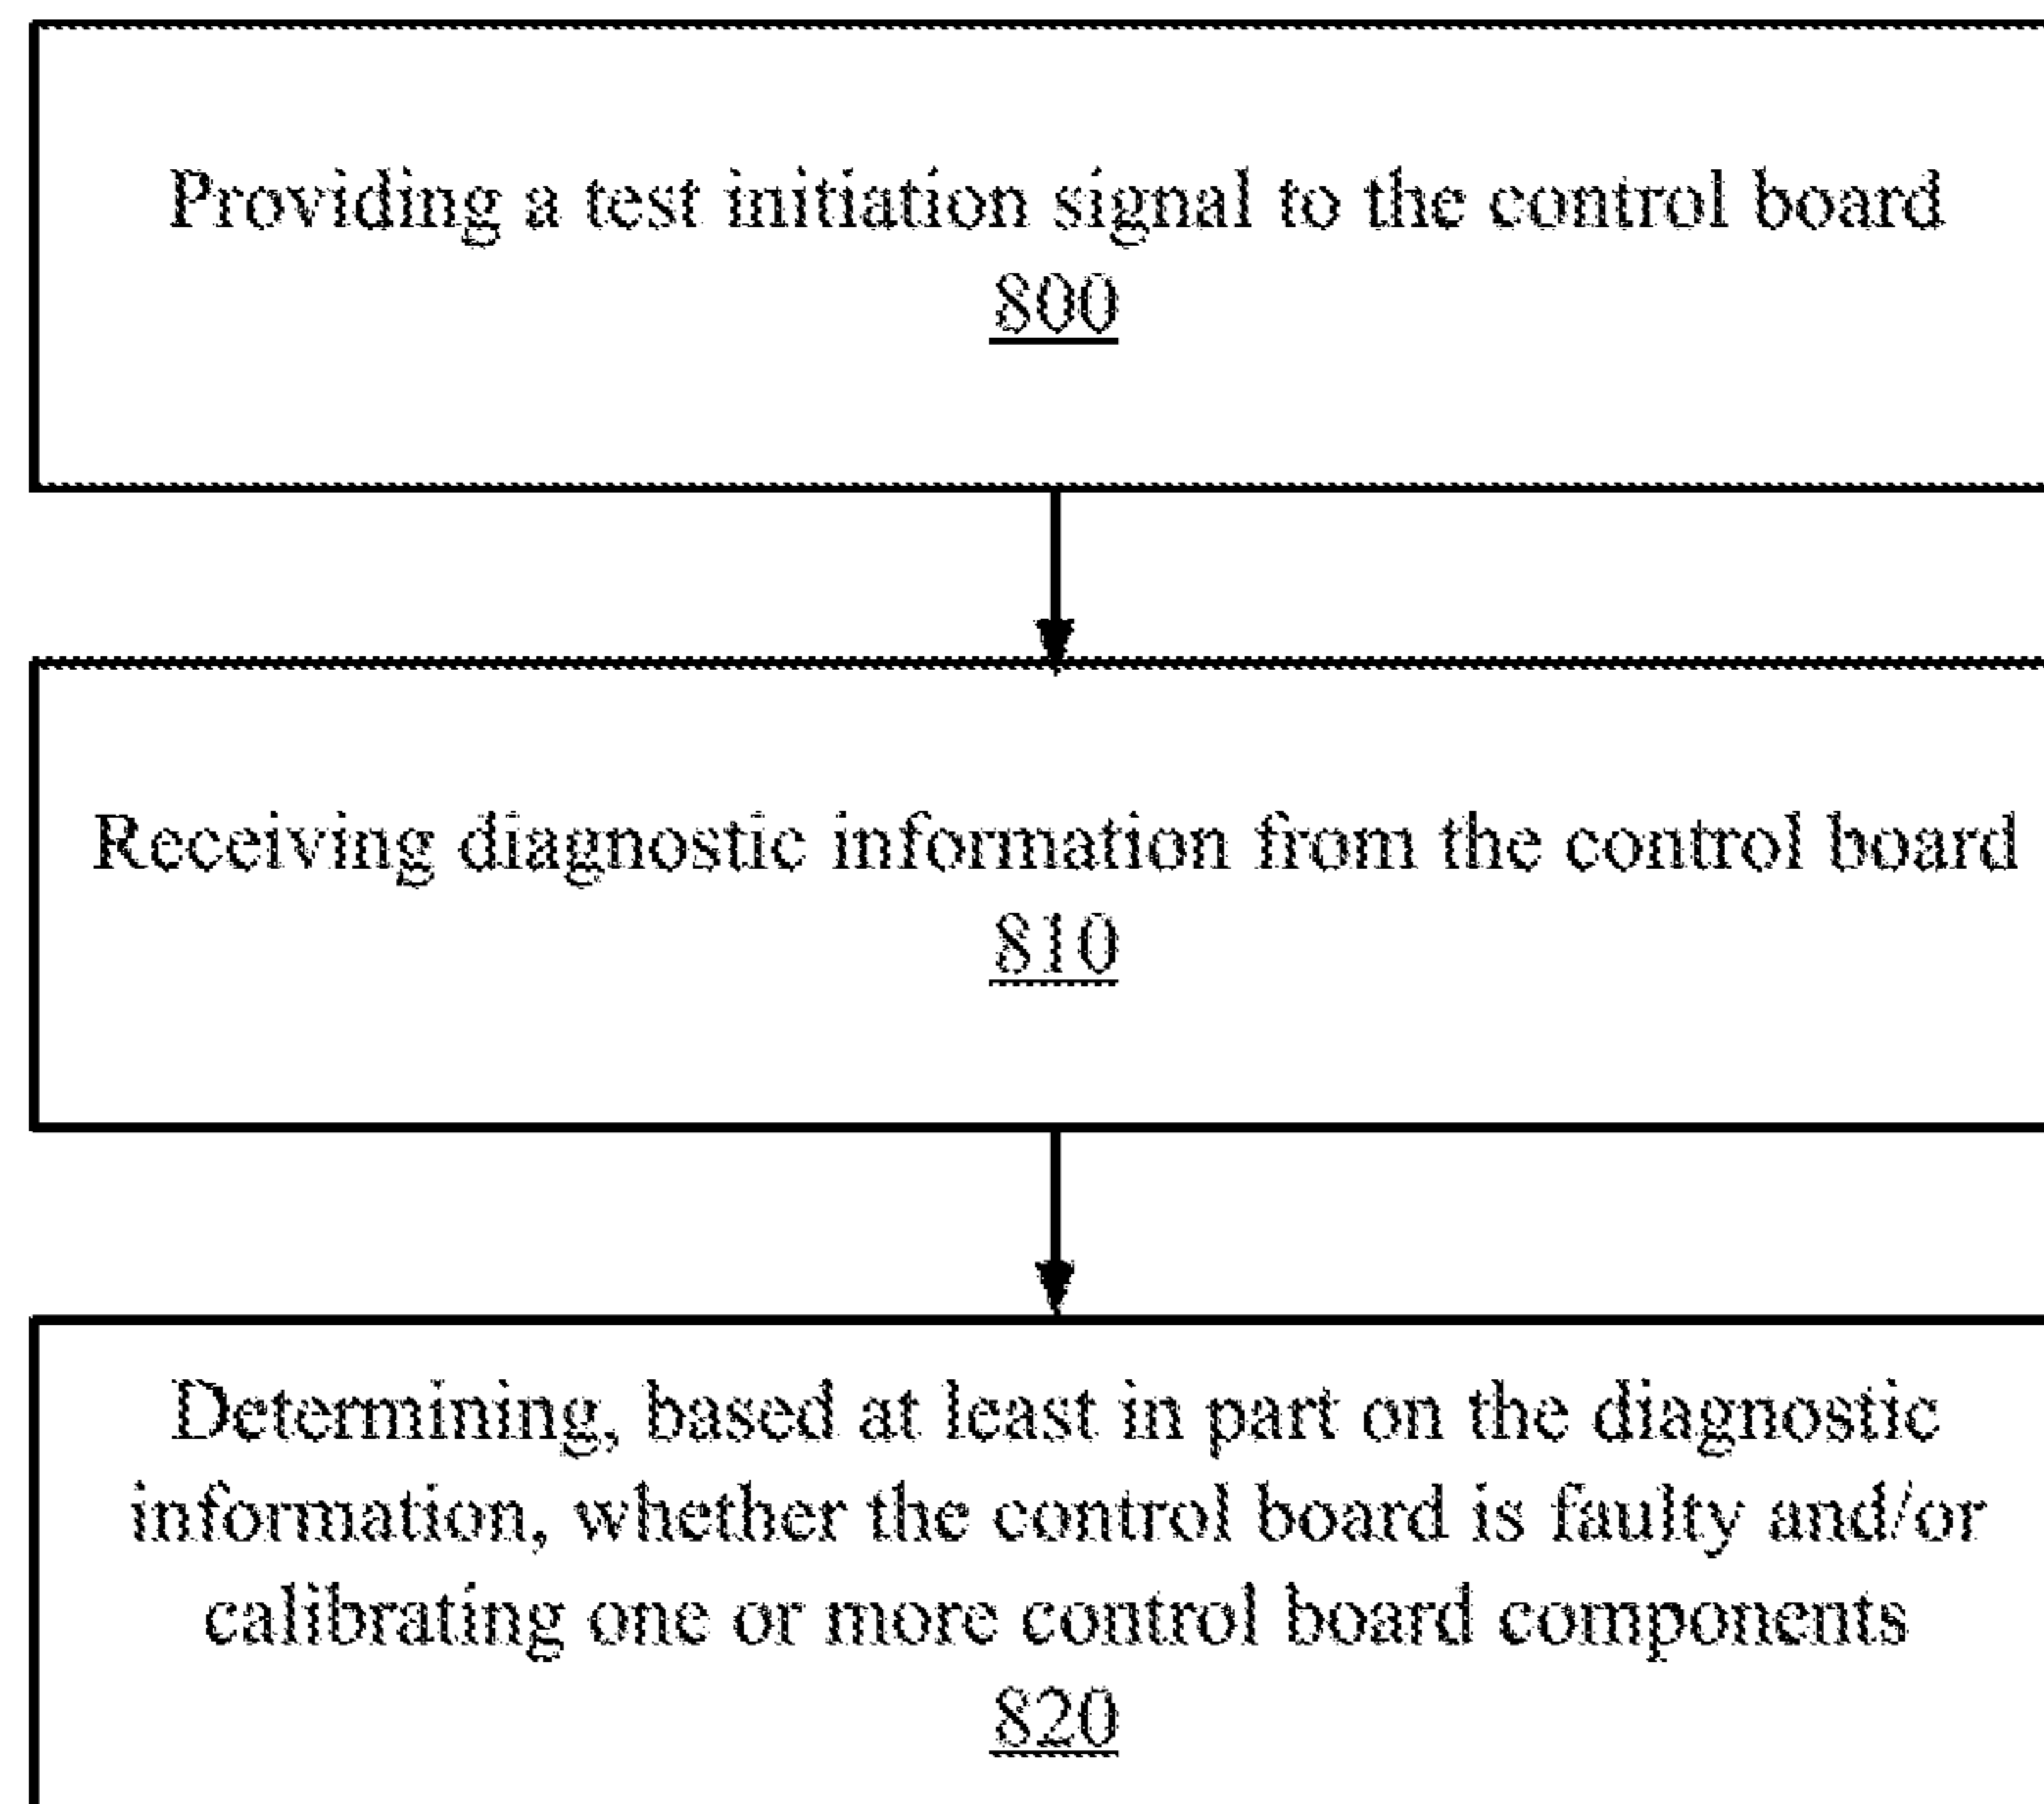 Providing a test initiation signal to the control board
800
Receiving diagnostic information from the control board
810
Determining, based at least in part on the diagnostic
information, whether the control board is faulty and/or
calibrating one or more control board components
820